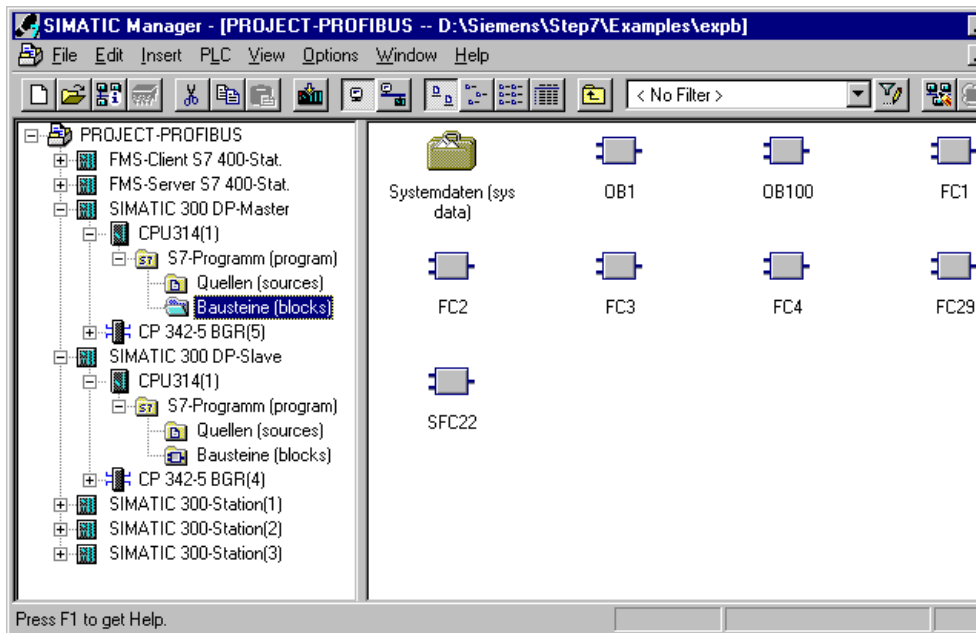 SIMATIC Manager - [PROJECT-PROFIBUS -- D:\Siemens\Step7\Examples\expb]
File Edit Insert PLC View Options Window Help
< No Filter >
PROJECT-PROFIBUS
FMS-Client S7 400-Stat.
FMS-Server S7 400-Stat.
SIMATIC 300 DP-Master
CPU314(1)
S7-Programm (program)
Quellen (sources)
Bausteine (blocks)
CP 342-5 BGR(5)
SIMATIC 300 DP-Slave
CPU314(1)
S7-Programm (program)
Quellen (sources)
Bausteine (blocks)
CP 342-5 BGR(4)
SIMATIC 300-Station(1)
SIMATIC 300-Station(2)
SIMATIC 300-Station(3)
Systemdaten (sys
data)
OB1
OB100
FC1
FC2
FC3
FC4
FC29
SFC22
Press F1 to get Help.